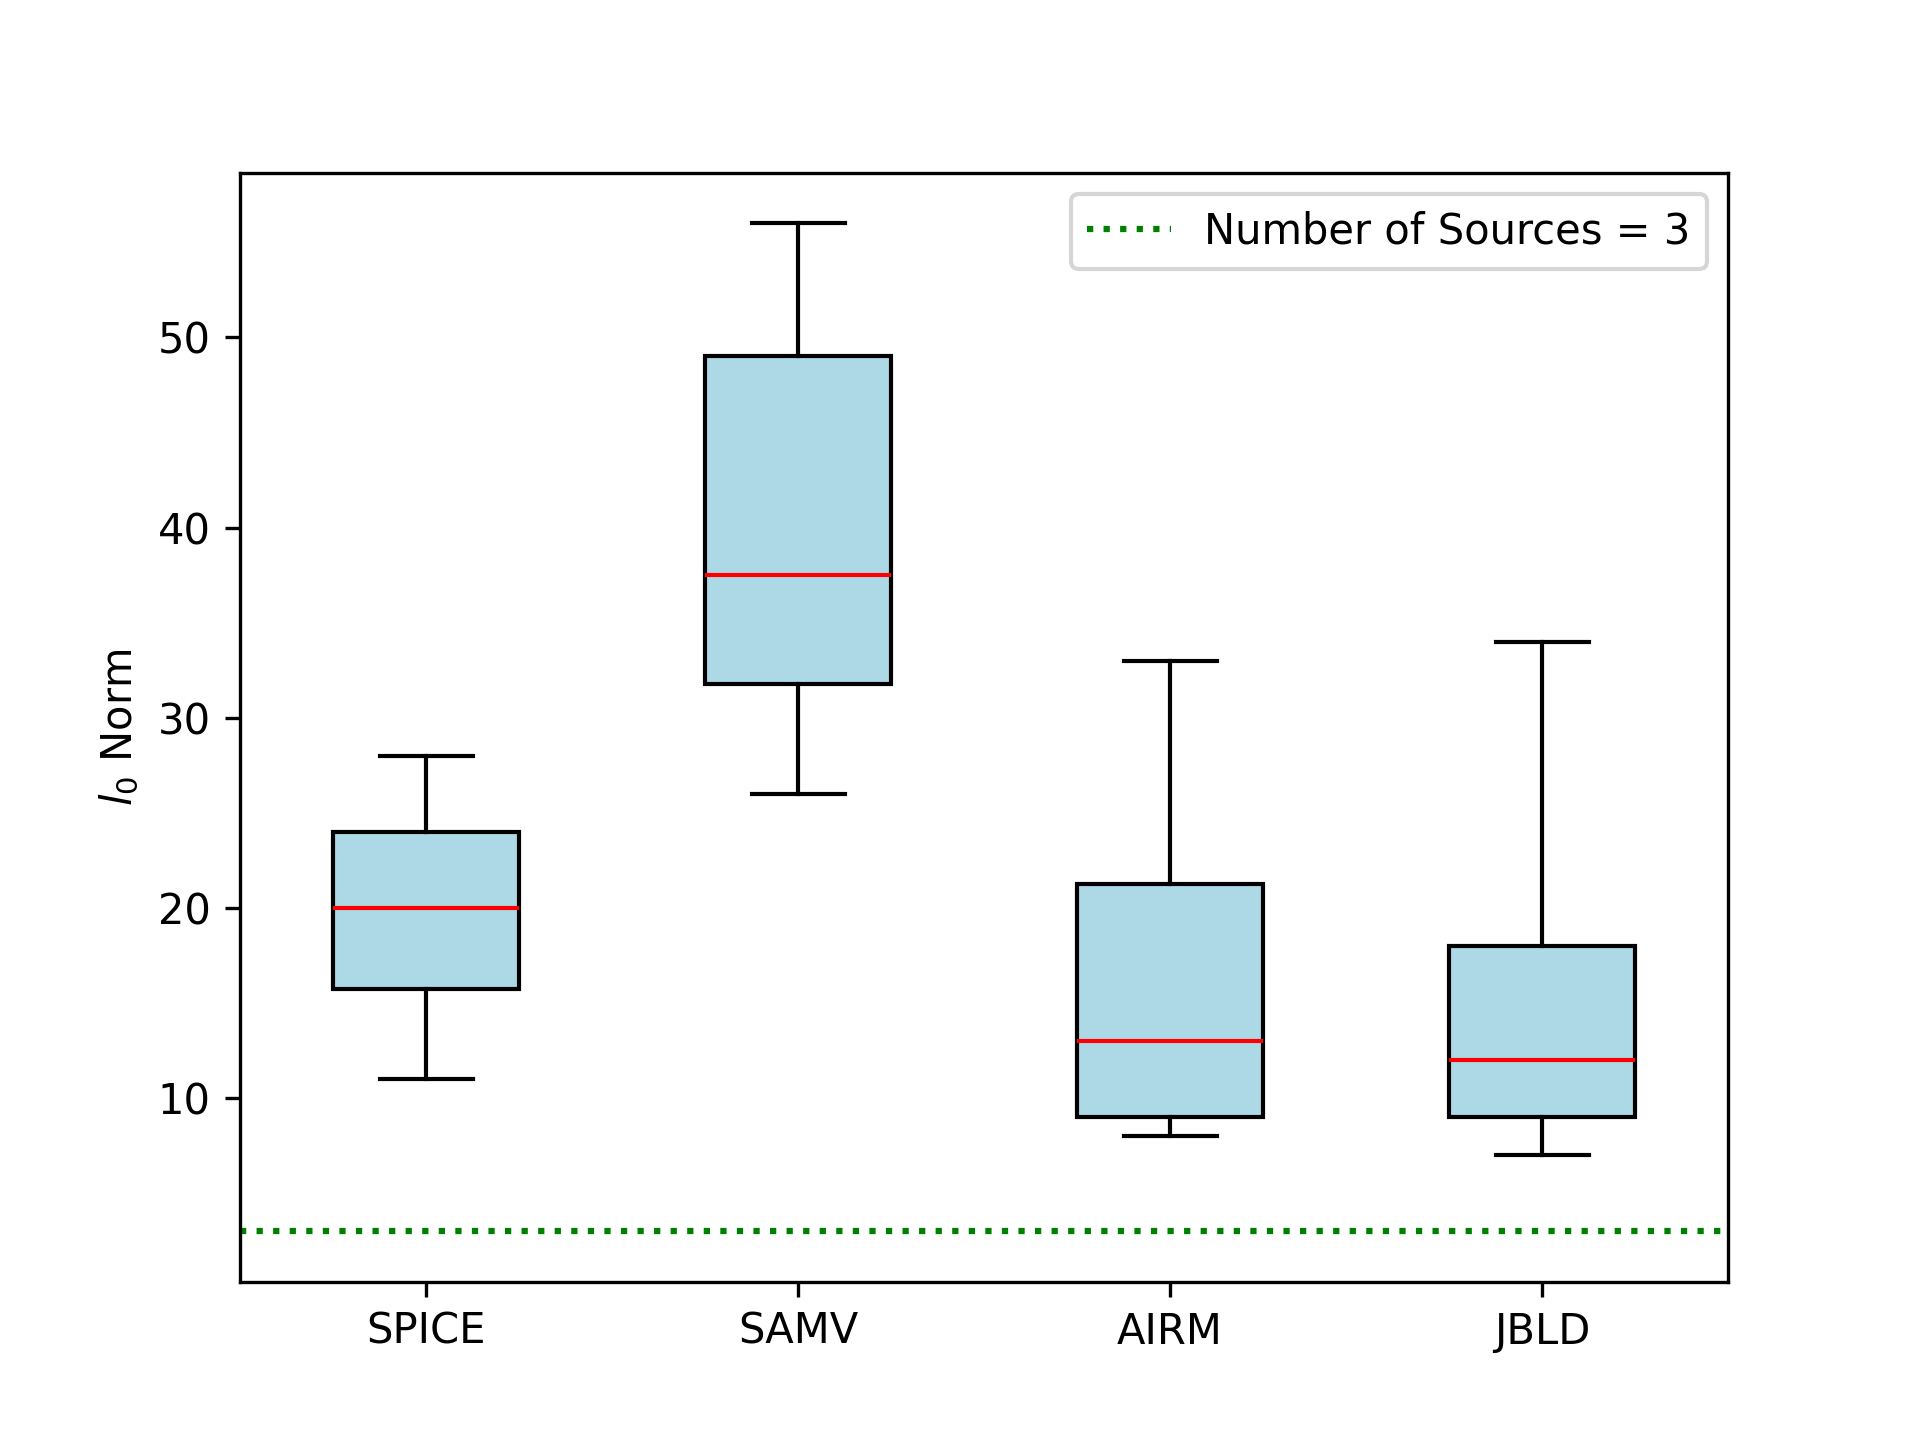 Number of Sources = 3
50
40
30
20
10
l₀ Norm
SPICE
SAMV
AIRM
JBLD